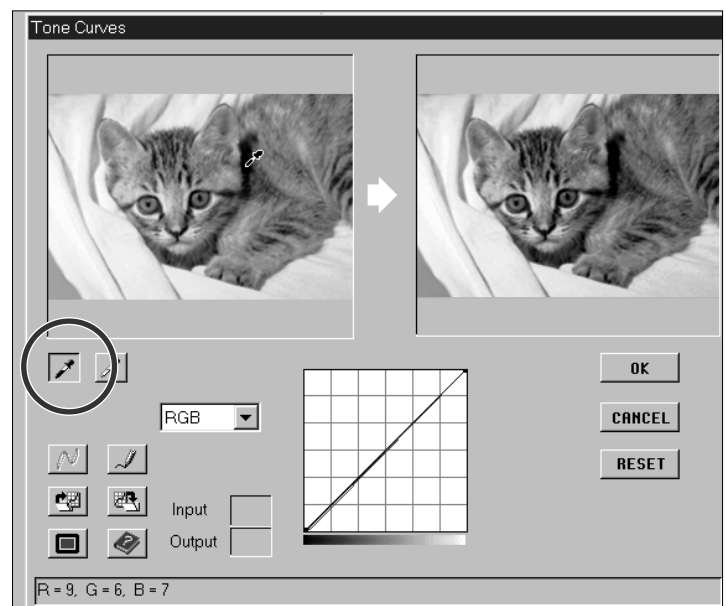 Tone Curves
OK
RGB
CANCEL
RESET
Input
Output
R = 9, G = 6, B = 7